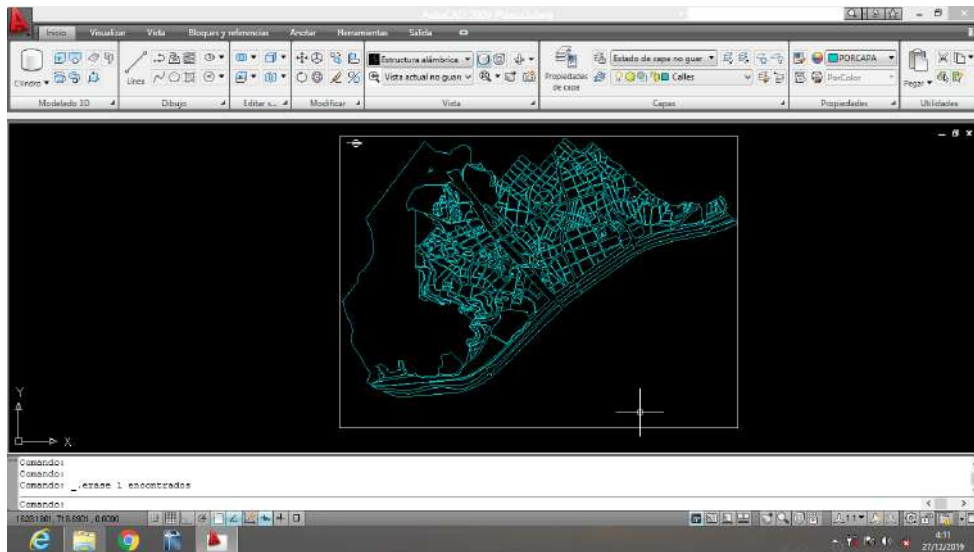 Inicio Visualizar Vista Bloques y referencias Anotar Herramientas Salida
Cilindro
Línea
Estructura alámbrica
Vista actual no guar
Propiedades de capa
Estado de capa no guar
Calles
PORCAPA
PorColor
Pegar
Modelado 3D Dibujo Editar s... Modificar Vista Capas Propiedades Utilidades
Y
X
Comando:
Comando:
Comando: _.erase 1 encontrados
Comando:
4:11
27/12/2019